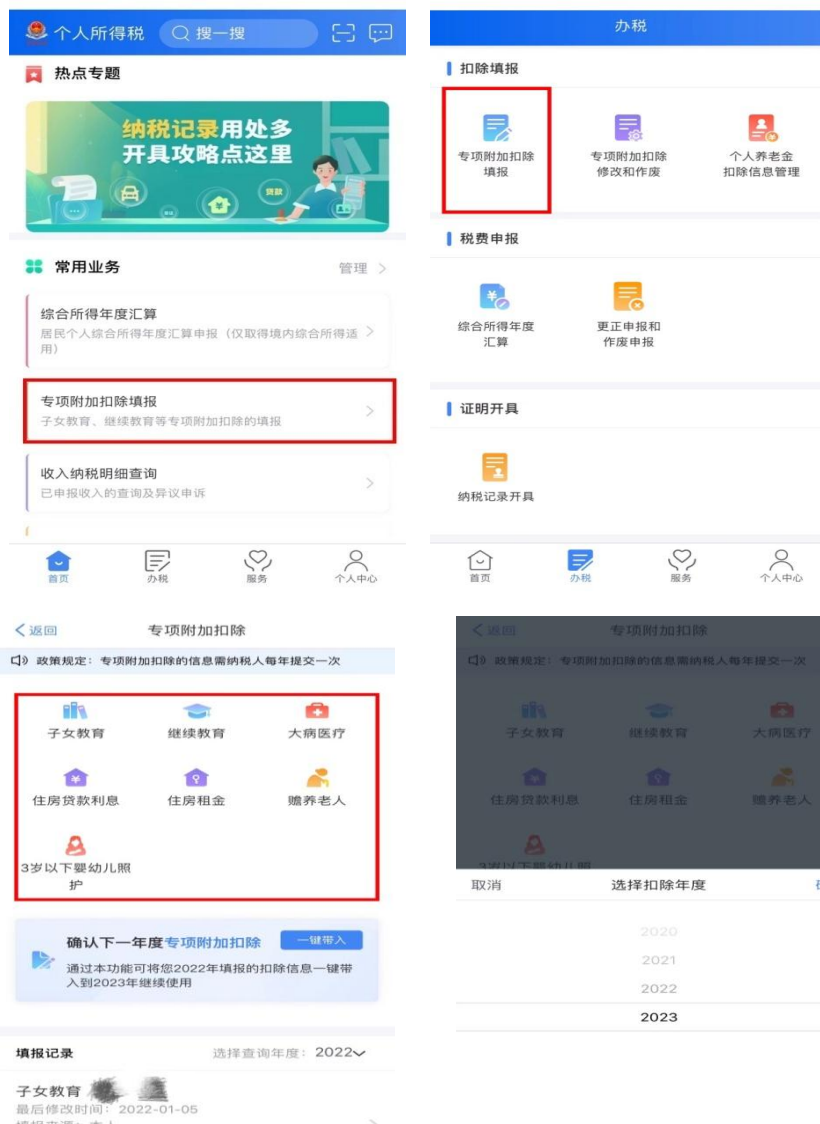 个人所得税
搜一搜
热点专题
纳税记录用处多
开具攻略点这里
贷款
常用业务
管理 >
综合所得年度汇算
居民个人综合所得年度汇算申报（仅取得境内综合所得适
用）
专项附加扣除填报
子女教育、继续教育等专项附加扣除的填报
收入纳税明细查询
已申报收入的查询及异议申诉
首页
办税
服务
个人中心
办税
扣除填报
专项附加扣除
填报
专项附加扣除
修改和作废
个人养老金
扣除信息管理
税费申报
综合所得年度
汇算
更正申报和
作废申报
证明开具
纳税记录开具
首页
办税
服务
个人中心
返回
专项附加扣除
政策规定：专项附加扣除的信息需纳税人每年提交一次
子女教育
继续教育
大病医疗
住房贷款利息
住房租金
赡养老人
3岁以下婴幼儿照
护
确认下一年度专项附加扣除
一键带入
通过本功能可将您2022年填报的扣除信息一键带
入到2023年继续使用
填报记录
选择查询年度：2022
子女教育
最后修改时间：2022-01-05
返回
专项附加扣除
政策规定：专项附加扣除的信息需纳税人每年提交一次
子女教育
继续教育
大病医疗
住房贷款利息
住房租金
赡养老人
3岁以下婴幼儿照
取消
选择扣除年度
2020
2021
2022
2023